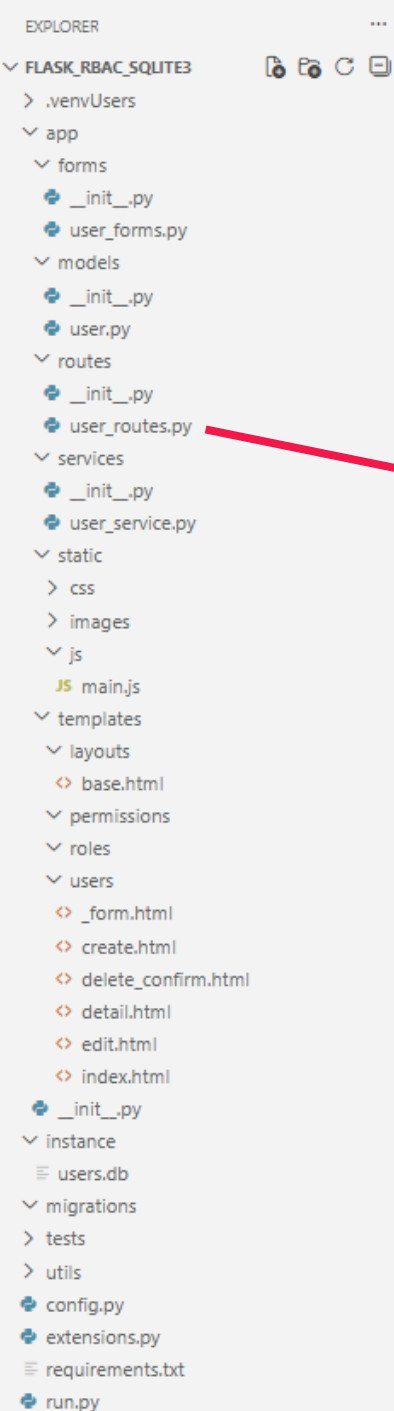 EXPLORER ...
FLASK_RBAC_SQLITE3
.venvUsers
app
forms
__init__.py
user_forms.py
models
__init__.py
user.py
routes
__init__.py
user_routes.py
services
__init__.py
user_service.py
static
css
images
js
JS main.js
templates
layouts
<> base.html
permissions
roles
users
<> _form.html
<> create.html
<> delete_confirm.html
<> detail.html
<> edit.html
<> index.html
__init__.py
instance
users.db
migrations
tests
utils
config.py
extensions.py
requirements.txt
run.py